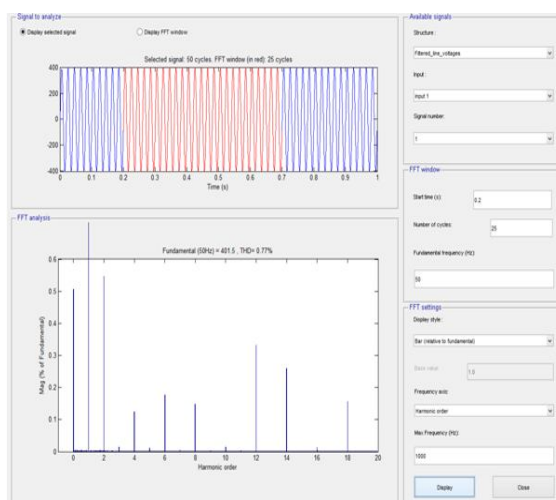 Signal to analyze
Display selected signal
Display FFT window
Selected signal: 50 cycles. FFT window (in red): 25 cycles
400
200
0
-200
-400
0 0.1 0.2 0.3 0.4 0.5 0.6 0.7 0.8 0.9 1
Time (s)
FFT analysis
Fundamental (50Hz) = 401.5 , THD= 0.77%
0.6
0.5
0.4
0.3
0.2
0.1
0
Mag (% of Fundamental)
0 2 4 6 8 10 12 14 16 18 20
Harmonic order
Available signals
Structure :
Filtered_line_voltages
Input :
input 1
Signal number:
1
FFT window
Start time (s):
0.2
Number of cycles:
25
Fundamental frequency (Hz):
50
FFT settings
Display style :
Bar (relative to fundamental)
Base value:
1.0
Frequency axis:
Harmonic order
Max Frequency (Hz):
1000
Display
Close